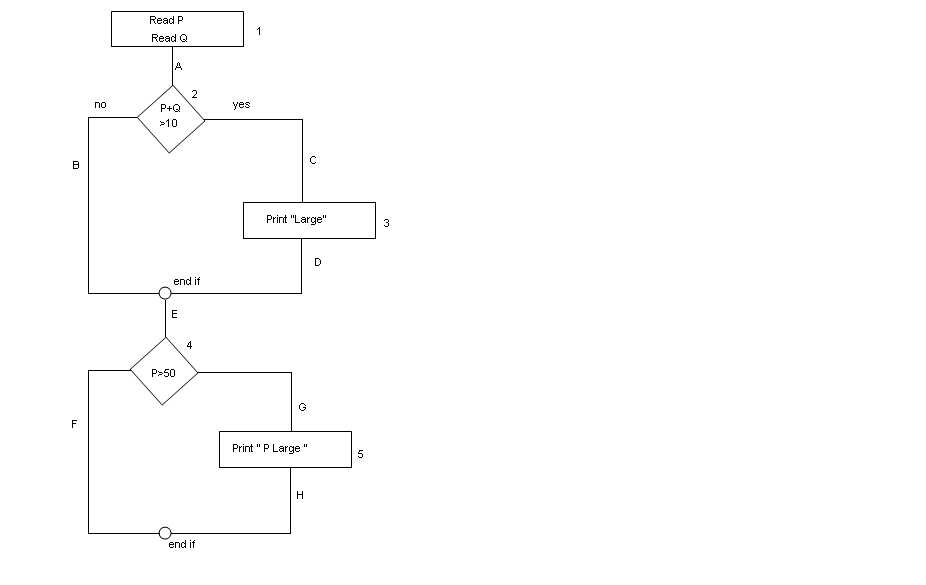 Read P
Read Q
1
A
2
no
P+Q
>10
yes
B
C
Print "Large"
3
D
end if
E
4
P>50
F
G
Print " P Large "
5
H
end if